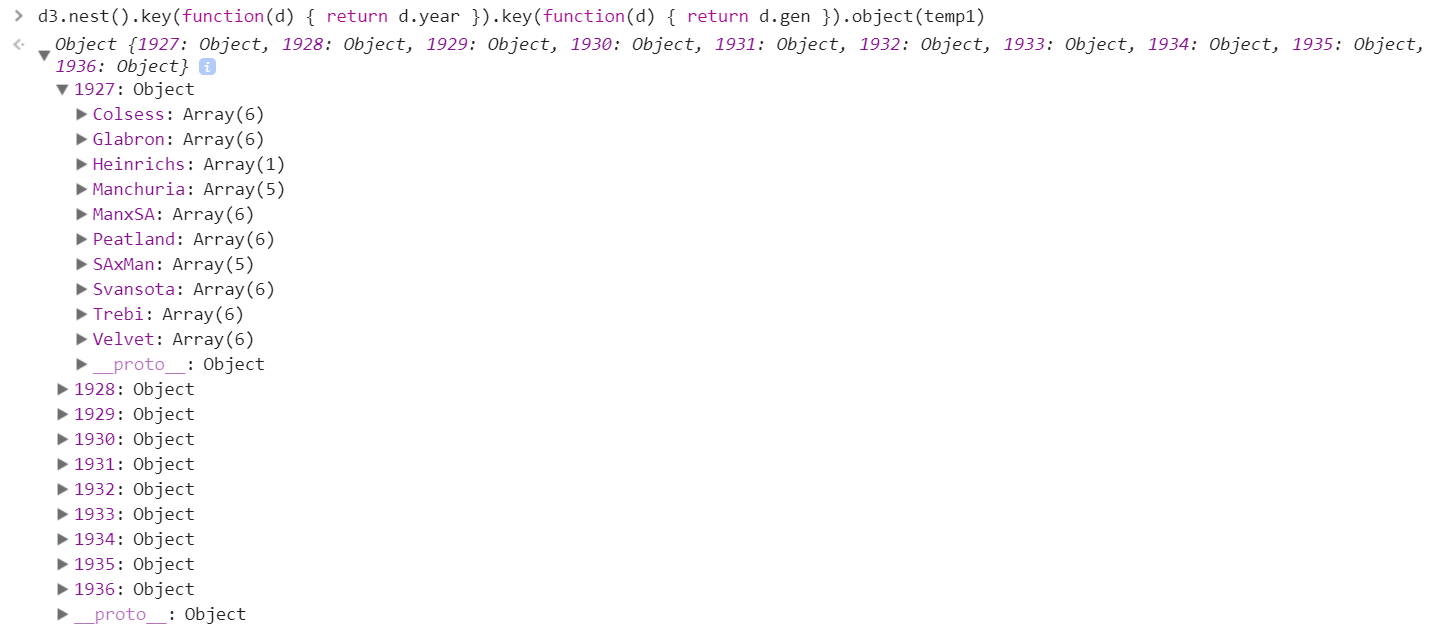 > d3.nest().key(function(d) { return d.year }).key(function(d) { return d.gen }).object(temp1)
Object {1927: Object, 1928: Object, 1929: Object, 1930: Object, 1931: Object, 1932: Object, 1933: Object, 1934: Object, 1935: Object,
1936: Object} i
1927: Object
Colsess: Array(6)
Glabron: Array(6)
Heinrichs: Array(1)
Manchuria: Array(5)
ManxSA: Array(6)
Peatland: Array(6)
SAxMan: Array(5)
Svansota: Array(6)
Trebi: Array(6)
Velvet: Array(6)
__proto__: Object
1928: Object
1929: Object
1930: Object
1931: Object
1932: Object
1933: Object
1934: Object
1935: Object
1936: Object
__proto__: Object